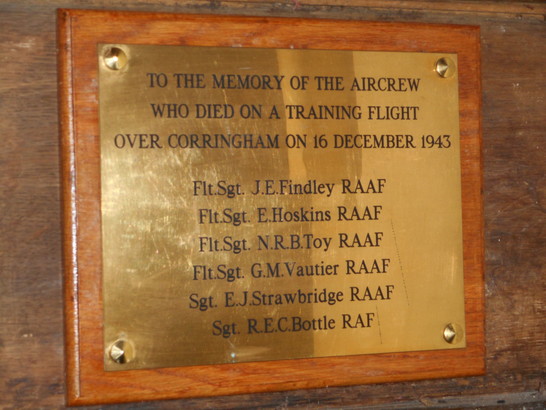 TO THE MEMORY OF THE AIRCREW
WHO DIED ON A TRAINING FLIGHT
OVER CORRINGHAM ON 16 DECEMBER 1943
Flt.Sgt. J.E.Findley RAAF
Flt.Sgt. E.Hoskins RAAF
Flt.Sgt. N.R.B.Toy RAAF
Flt.Sgt. G.M.Vautier RAAF
Sgt. E.J.Strawbridge RAAF
Sgt. R.E.C.Bottle RAF